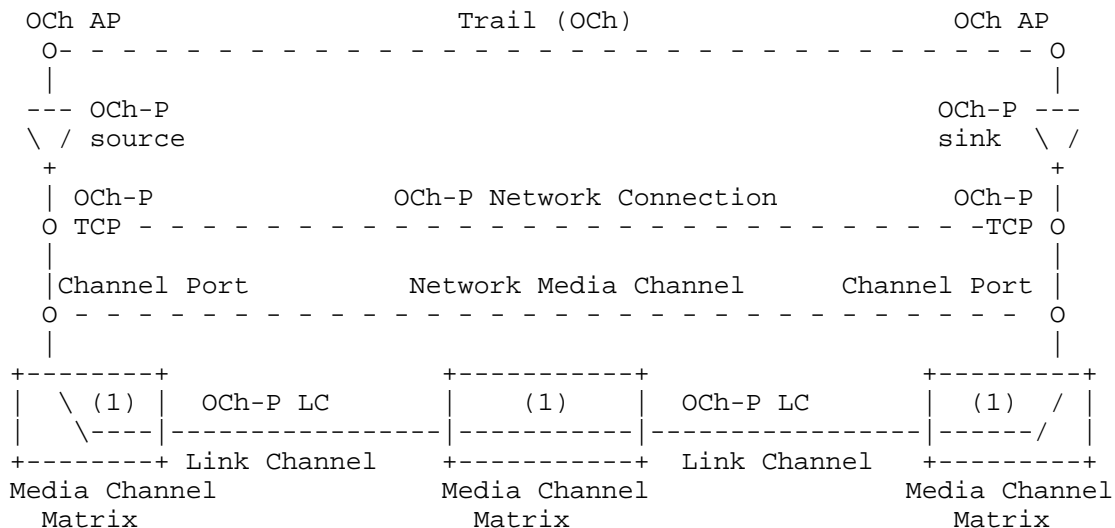 OCh AP Trail (OCh) OCh AP
O- - - - - - - - - - - - - - - - - - - - - - - - - - - - - - O
| |
--- OCh-P OCh-P ---
\ / source sink \ /
+ +
| OCh-P OCh-P Network Connection OCh-P |
O TCP - - - - - - - - - - - - - - - - - - - - - - - - - - -TCP O
| |
|Channel Port Network Media Channel Channel Port |
O - - - - - - - - - - - - - - - - - - - - - - - - - - - - - O
| |
+--------+ +-----------+ +---------+
| \ (1) | OCh-P LC | (1) | OCh-P LC | (1) / |
| \----|-----------------|-----------|-----------------|------/ |
+--------+ Link Channel +-----------+ Link Channel +---------+
Media Channel Media Channel Media Channel
Matrix Matrix Matrix